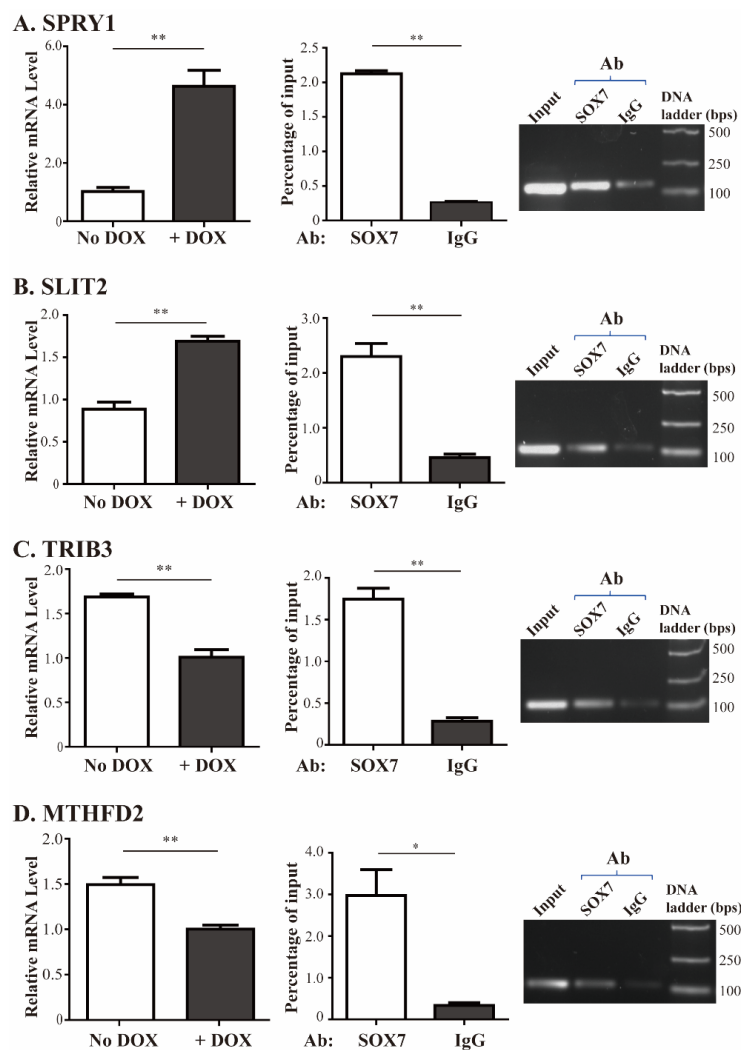 A. SPRY1
Relative mRNA Level
6.0
4.0
2.0
0
**
No DOX + DOX
Percentage of input
2.5
2.0
1.5
1.0
0.5
0
**
Ab: SOX7 IgG
Ab
Input SOX7 IgG DNA ladder (bps)
500
250
100
B. SLIT2
Relative mRNA Level
2.0
1.5
1.0
0.5
0
**
No DOX + DOX
Percentage of input
3.0
2.0
1.0
0.0
**
Ab: SOX7 IgG
Ab
Input SOX7 IgG DNA ladder (bps)
500
250
100
C. TRIB3
Relative mRNA Level
2.0
1.5
1.0
0.5
0
**
No DOX + DOX
Percentage of input
2.0
1.5
1.0
0.5
0
**
Ab: SOX7 IgG
Ab
Input SOX7 IgG DNA ladder (bps)
500
250
100
D. MTHFD2
Relative mRNA Level
2.0
1.5
1.0
0.5
0
**
No DOX + DOX
Percentage of input
4.0
3.0
2.0
1.0
0
*
Ab: SOX7 IgG
Ab
Input SOX7 IgG DNA ladder (bps)
500
250
100